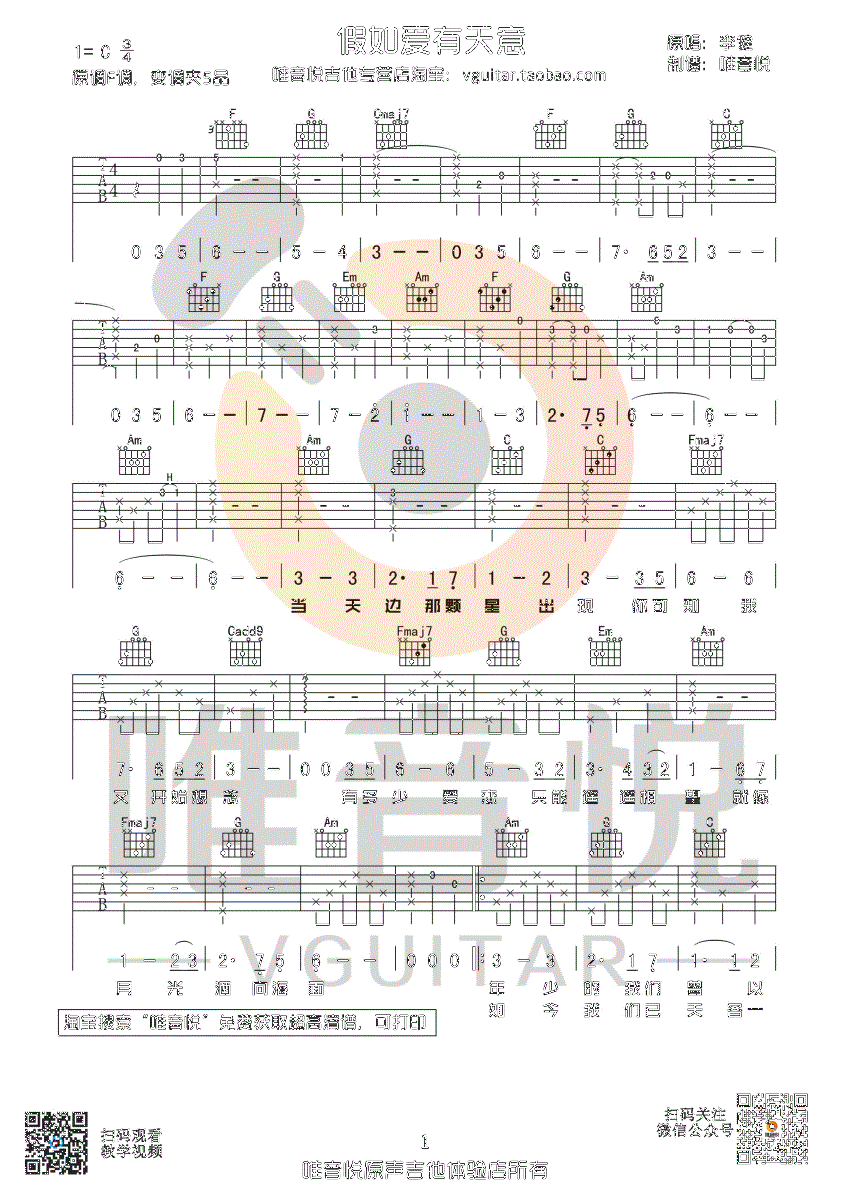 假如爱有天意
1= C 3/4
原调F调，变调夹5品
原唱：李健
制谱：唯音悦
唯音悦吉他专营店淘宝：vguitar.taobao.com
F G Cmaj7 F G C
0 3 5 | 6 - - | 5 - 4 | 3 - - | 0 3 5 | 6 - - | 7· 6 5 2 | 3 - -
F G Em Am F G Am
0 3 5 | 6 - - | 7 - - | 7 - 2 | 1 - - | 1 - 3 | 2· 7 5 | 6 - - | 6 - -
Am Am G C C Fmaj7
H
6 - - | 6 - - | 3 - 3 | 2· 1 7 | 1 - 2 | 3 - 3 5 | 6 - 6
当 天 边 那颗 星 出 现 你可 知 我
G Cadd9 Fmaj7 G Em Am
7· 6 5 2 | 3 - - | 0 0 3 5 | 6 - 6 | 5 - 3 2 | 3· 4 3 2 | 1 - 6 7
又 开始想 念 有多 少 爱 恋 只能 遥 遥相 望 就像
Fmaj7 G Am Am G C
1 - 2 3 | 2· 7 5 | 6 - - | 0 0 0 | 3 - 3 | 2· 1 7 | 1· 1 2
月 光 洒 向海 面 年 少 的 我们 曾 以
如 今 我 们已 天 各一
淘宝搜索“唯音悦”免费获取超高清谱，可打印
唯音悦
VGUITAR
扫码观看
教学视频
1
唯音悦原声吉他体验店所有
扫码关注
微信公众号